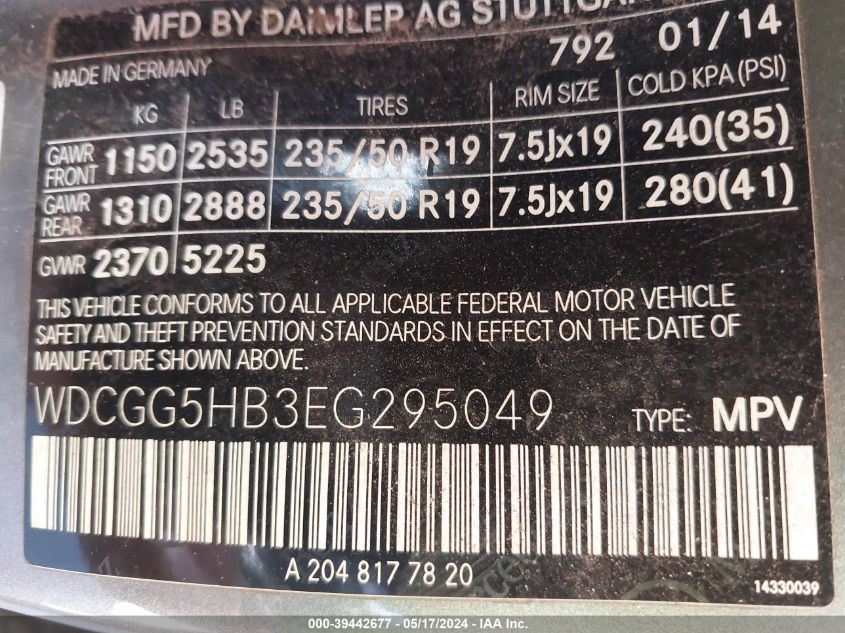 MFD BY DAIMLER AG STUTTGAR
792 01/14
MADE IN GERMANY
KG LB TIRES RIM SIZE COLD KPA (PSI)
GAWR FRONT 1150 2535 235/50 R19 7.5Jx19 240(35)
GAWR REAR 1310 2888 235/50 R19 7.5Jx19 280(41)
GVWR 2370 5225
THIS VEHICLE CONFORMS TO ALL APPLICABLE FEDERAL MOTOR VEHICLE
SAFETY AND THEFT PREVENTION STANDARDS IN EFFECT ON THE DATE OF
MANUFACTURE SHOWN ABOVE.
WDCGG5HB3EG295049 TYPE: MPV
A 204 817 78 20
14330039
000-39442677 - 05/17/2024 - IAA Inc.